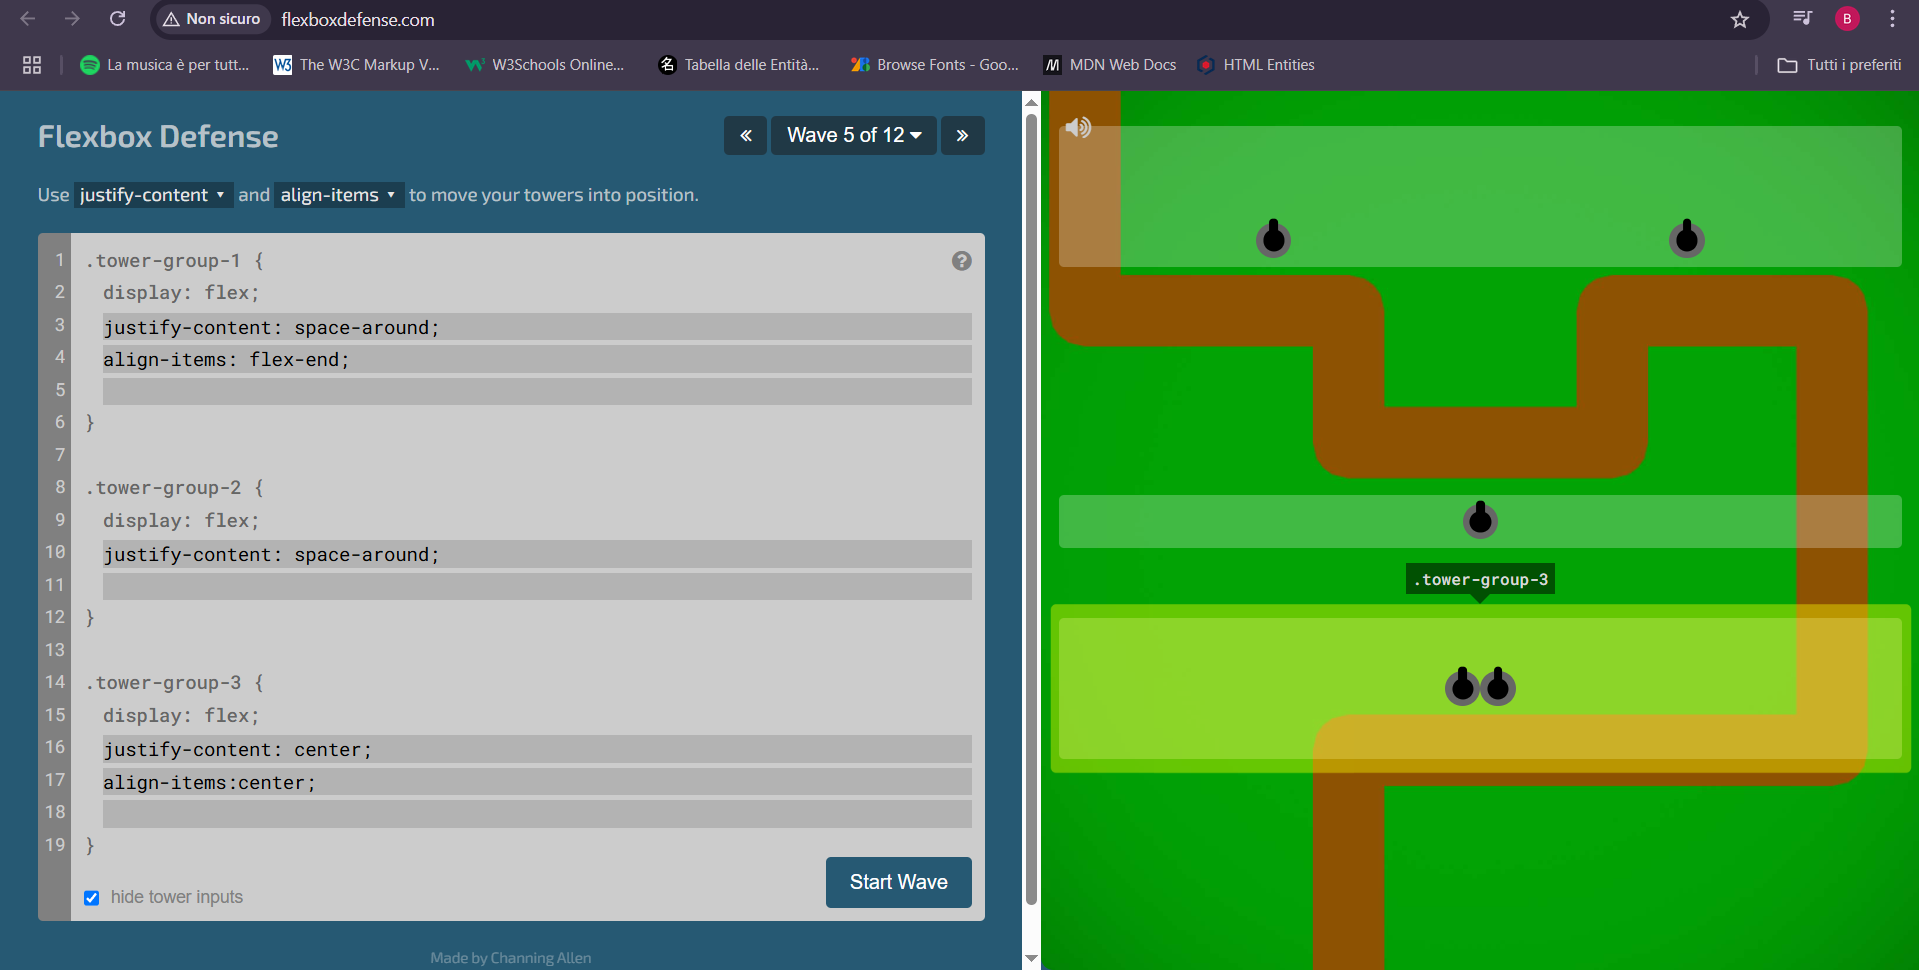 Non sicuro flexboxdefense.com B
La musica è per tutt... W3 The W3C Markup V... W3Schools Online... 名 Tabella delle Entità... Browse Fonts - Goo... M MDN Web Docs HTML Entities Tutti i preferiti
Flexbox Defense « Wave 5 of 12 »
Use justify-content and align-items to move your towers into position.
1 .tower-group-1 { ?
2 display: flex;
3 justify-content: space-around;
4 align-items: flex-end;
5
6 }
7
8 .tower-group-2 {
9 display: flex;
10 justify-content: space-around;
11
12 }
13
14 .tower-group-3 {
15 display: flex;
16 justify-content: center;
17 align-items:center;
18
19 }
Start Wave
hide tower inputs
Made by Channing Allen
.tower-group-3